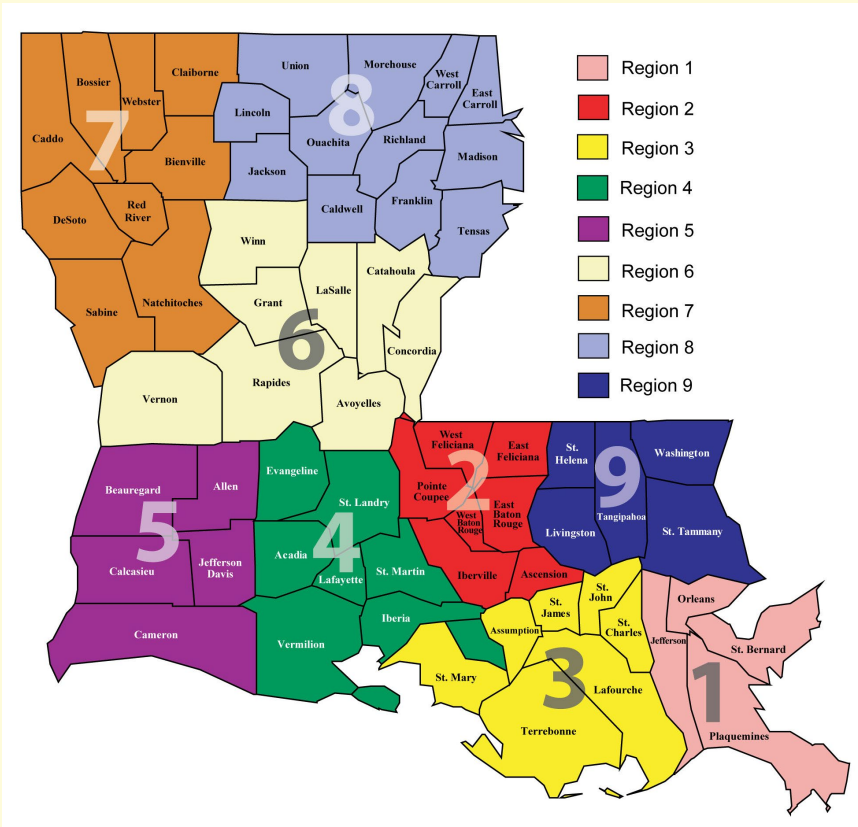 Union
Morehouse
West
Carroll
East
Carroll
Claiborne
Bossier
Webster
Lincoln
8
Caddo
7
Ouachita
Richland
Madison
Bienville
Jackson
Caldwell
Franklin
Tensas
DeSoto
Red
River
Winn
Catahoula
LaSalle
Grant
Natchitoches
Sabine
6
Concordia
Rapides
Vernon
Avoyelles
West
Feliciana
East
Feliciana
St.
Helena
Washington
Evangeline
Beauregard
Allen
St. Landry
Pointe
Coupee
2
9
West
Baton
Rouge
East
Baton
Rouge
Tangipahoa
Livingston
St. Tammany
5
4
Acadia
Lafayette
St. Martin
Calcasieu
Jefferson
Davis
Iberville
Ascension
Iberia
St.
James
St.
John
Orleans
Cameron
Vermilion
Assumption
St.
Charles
Jefferson
St. Bernard
St. Mary
3
Lafourche
1
Terrebonne
Plaquemines
Region 1
Region 2
Region 3
Region 4
Region 5
Region 6
Region 7
Region 8
Region 9